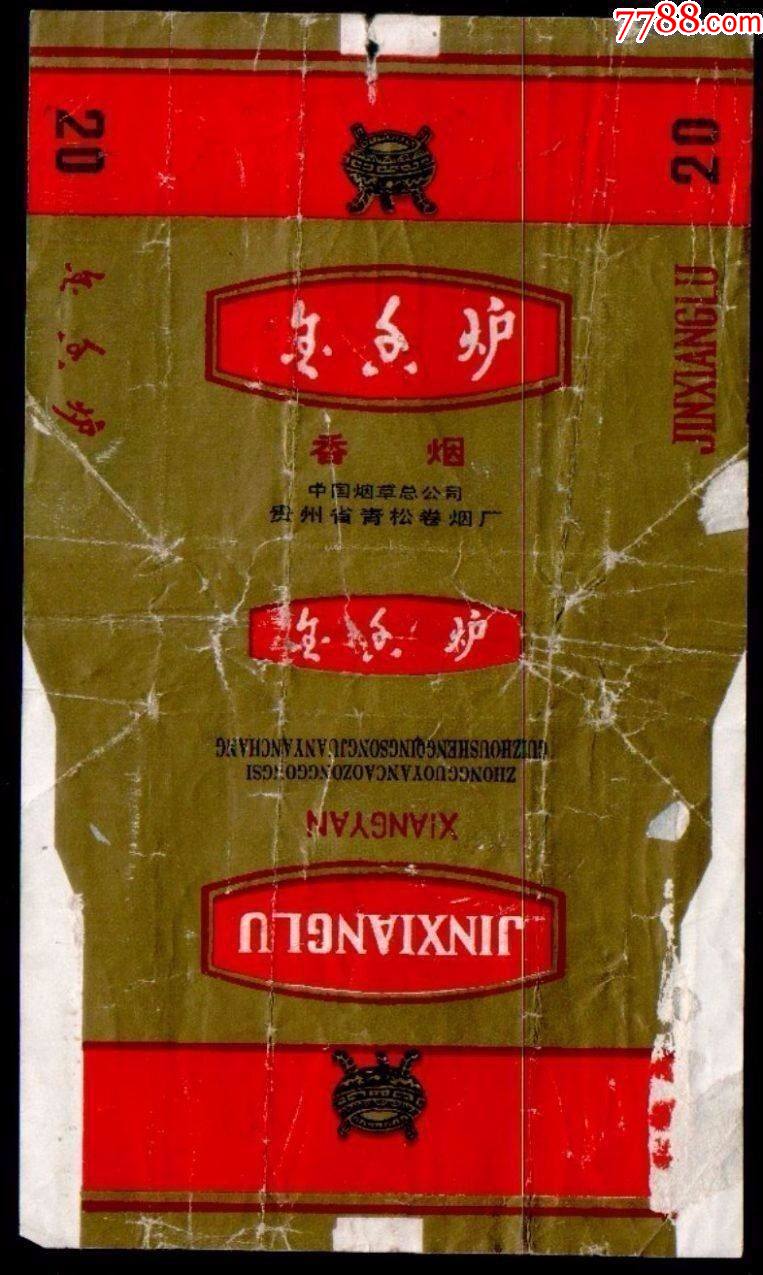 7788.com
20
20
金香炉
JINXIANGLU
金香炉
香烟
中国烟草总公司
贵州省青松卷烟厂
金香炉
GUIZHOUSHENGQINGSONGJUANYANCHANG
ZHONGGUOYANCAOZONGGONGSI
XIANGYAN
JINXIANGLU